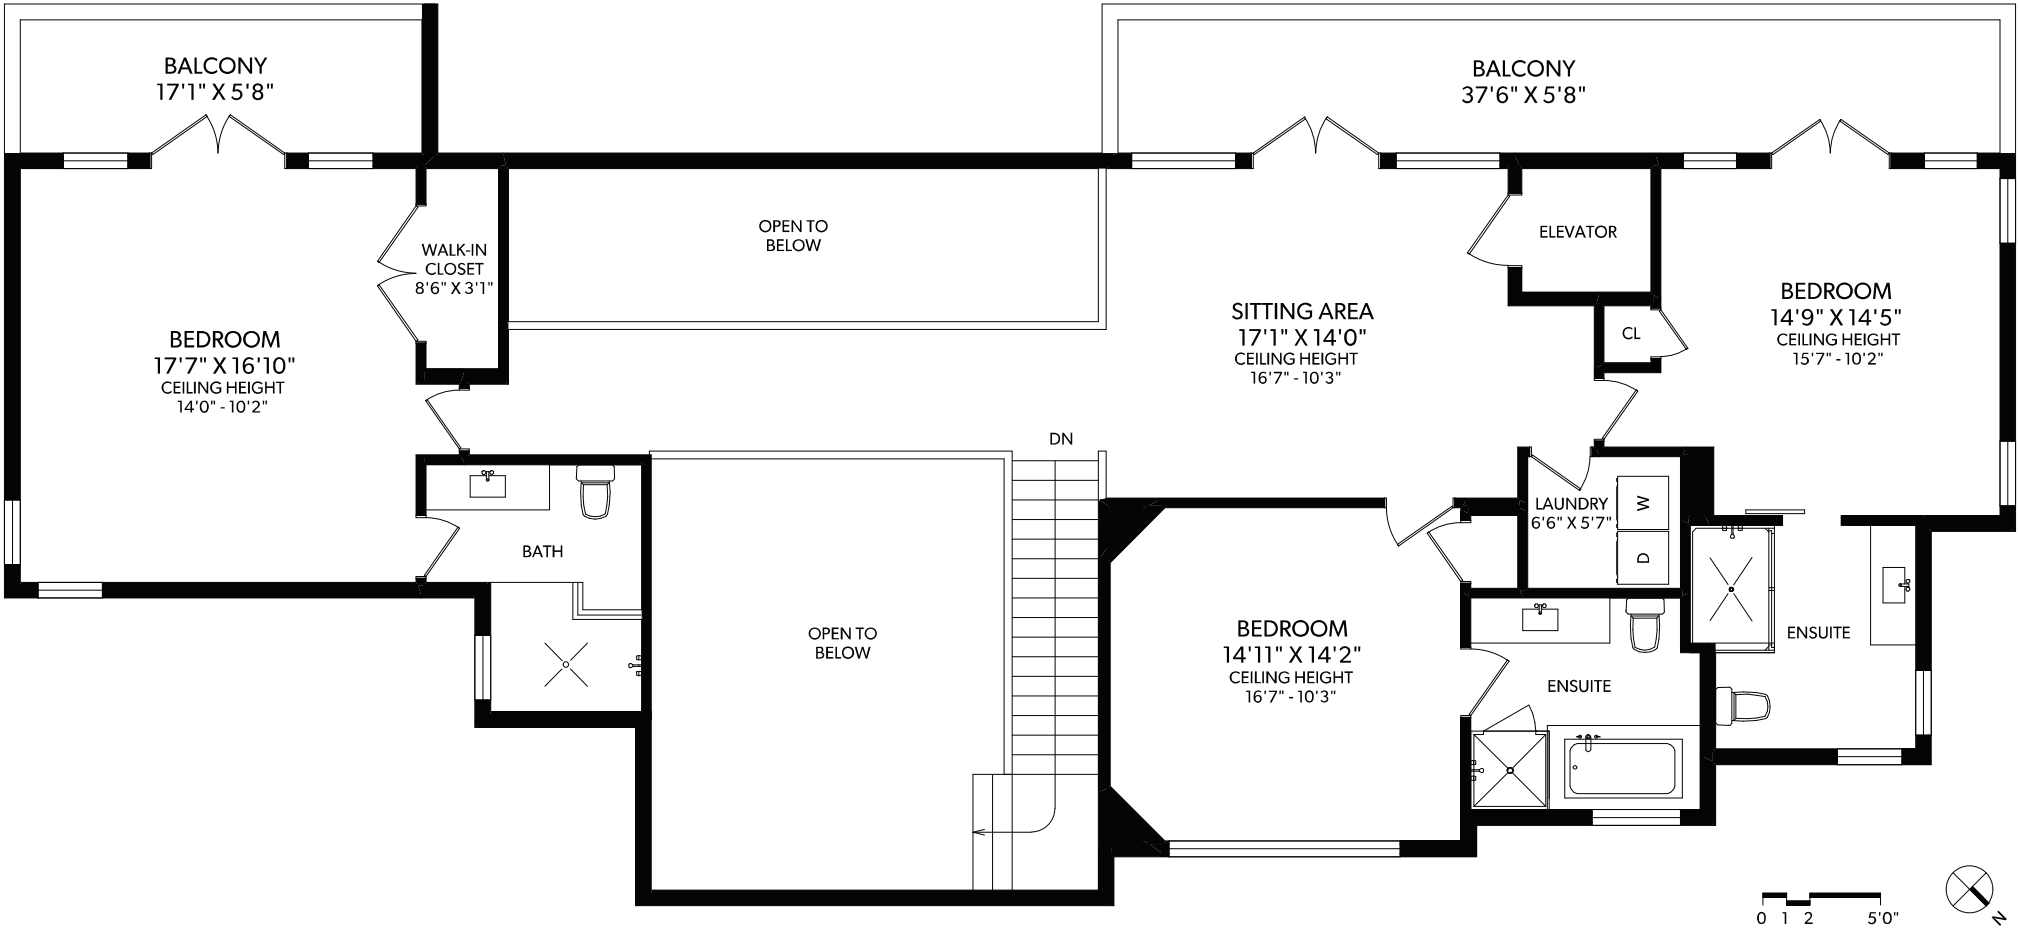 BALCONY
17'1" X 5'8"
BALCONY
37'6" X 5'8"
OPEN TO
BELOW
ELEVATOR
WALK-IN
CLOSET
8'6" X 3'1"
BEDROOM
17'7" X 16'10"
CEILING HEIGHT
14'0" - 10'2"
SITTING AREA
17'1" X 14'0"
CEILING HEIGHT
16'7" - 10'3"
CL
BEDROOM
14'9" X 14'5"
CEILING HEIGHT
15'7" - 10'2"
DN
BATH
LAUNDRY
6'6" X 5'7"
W
D
OPEN TO
BELOW
BEDROOM
14'11" X 14'2"
CEILING HEIGHT
16'7" - 10'3"
ENSUITE
ENSUITE
0 1 2 5'0"
N